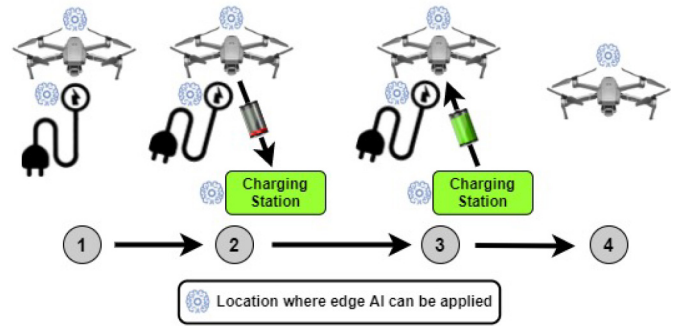 Charging
Station
Charging
Station
1
2
3
4
Location where edge AI can be applied